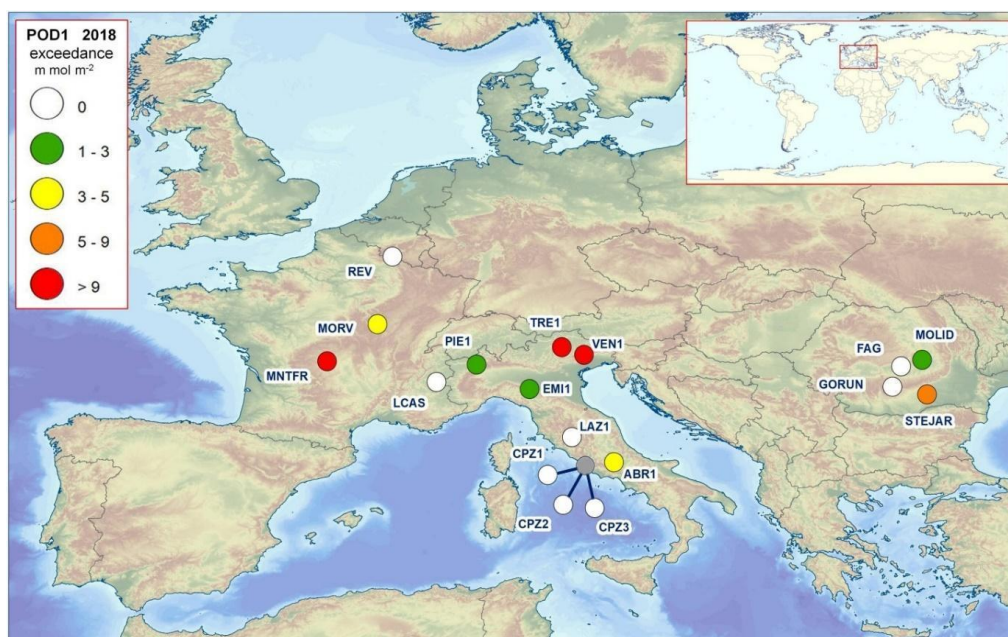 POD1 2018
exceedance
m mol m⁻²
0
1 - 3
3 - 5
5 - 9
> 9
REV
MORV
MNTFR
PIE1
LCAS
TRE1
VEN1
EMI1
LAZ1
CPZ1
ABR1
CPZ2
CPZ3
MOLID
FAG
GORUN
STEJAR